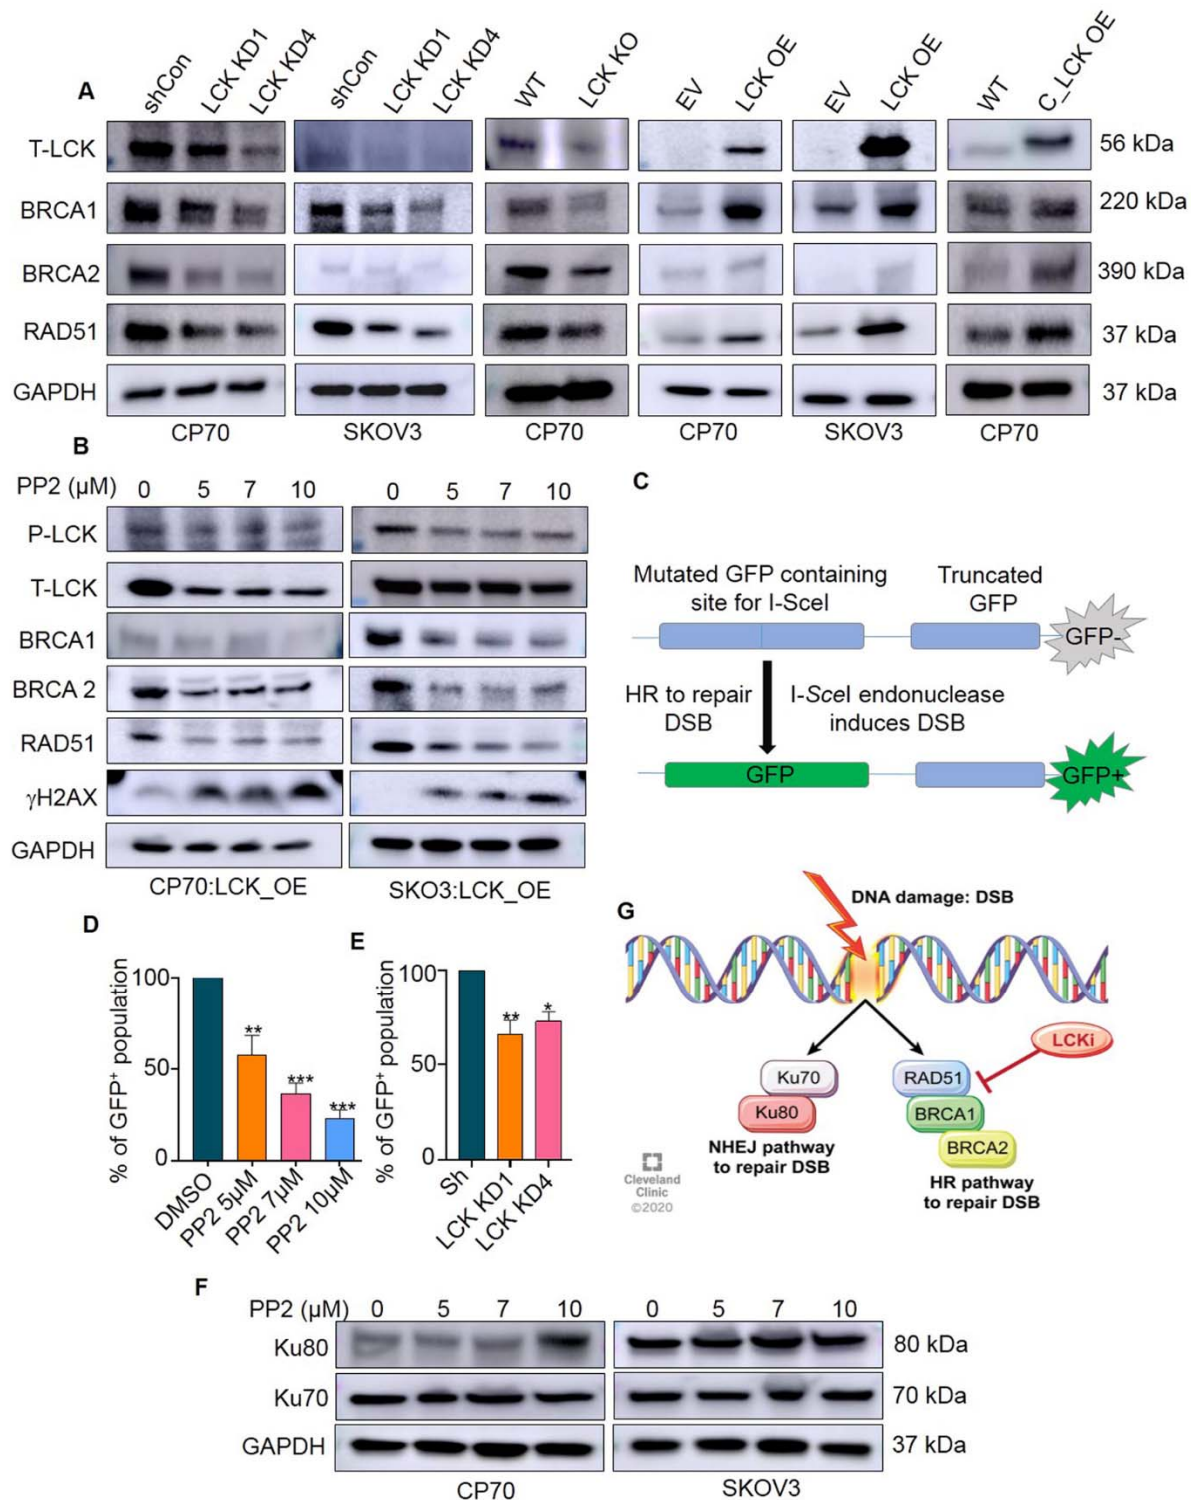 A
shCon LCK KD1 LCK KD4 shCon LCK KD1 LCK KD4 WT LCK KO EV LCK OE EV LCK OE WT C_LCK OE
T-LCK 56 kDa
BRCA1 220 kDa
BRCA2 390 kDa
RAD51 37 kDa
GAPDH 37 kDa
CP70 SKOV3 CP70 CP70 SKOV3 CP70
B
PP2 (µM) 0 5 7 10 0 5 7 10
P-LCK
T-LCK
BRCA1
BRCA 2
RAD51
γH2AX
GAPDH
CP70:LCK_OE SKO3:LCK_OE
C
Mutated GFP containing
site for I-SceI
Truncated
GFP
GFP-
HR to repair
DSB
I-SceI endonuclease
induces DSB
GFP
GFP+
D
% of GFP+ population
100
50
0
**
***
***
DMSO
PP2 5µM
PP2 7µM
PP2 10µM
E
% of GFP+ population
100
50
0
**
*
Sh
LCK KD1
LCK KD4
G
DNA damage: DSB
LCKi
Ku70
Ku80
NHEJ pathway
to repair DSB
RAD51
BRCA1
BRCA2
HR pathway
to repair DSB
Cleveland
Clinic
©2020
F
PP2 (µM) 0 5 7 10 0 5 7 10
Ku80 80 kDa
Ku70 70 kDa
GAPDH 37 kDa
CP70 SKOV3